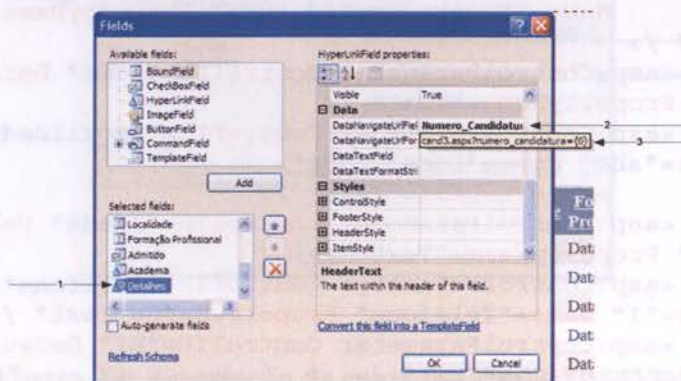 Fields
Available fields:
BoundField
CheckBoxField
HyperLinkField
ImageField
ButtonField
CommandField
TemplateField
Add
Selected fields:
Localidade
Formação Profissional
Admitido
Academia
Detalhes
Auto-generate fields
Refresh Schema
HyperLinkField properties:
Visible True
Data
DataNavigateUrlFiel Numero_Candidatur
DataNavigateUrlFor cand3.aspx?numero_candidatura={0}
DataTextField
DataTextFormatStri
Styles
ControlStyle
FooterStyle
HeaderStyle
ItemStyle
HeaderText
The text within the header of this field.
Convert this field into a TemplateField
OK Cancel
1
2
3
Fo
Pro
Dat
Dat
Dat
Dat
Dat